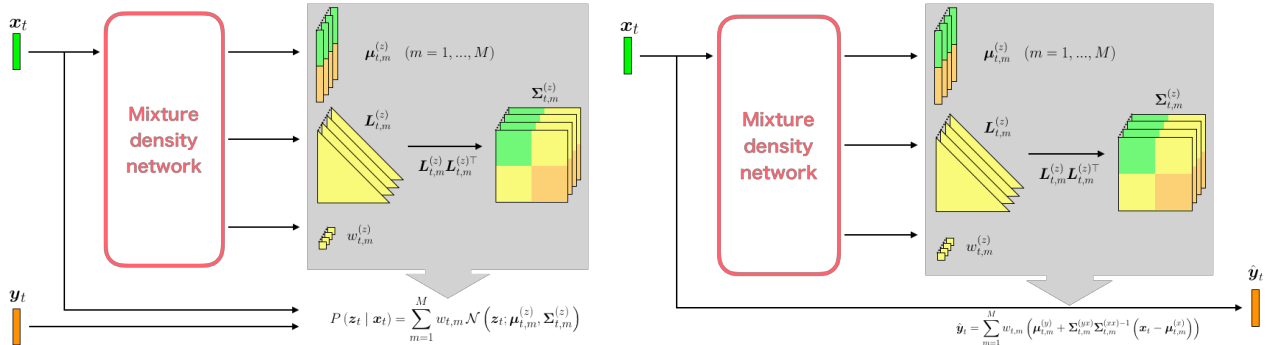 x_t
Mixture
density
network
μ_{t,m}^{(z)} (m = 1, ..., M)
L_{t,m}^{(z)}
Σ_{t,m}^{(z)}
L_{t,m}^{(z)} L_{t,m}^{(z)⊤}
w_{t,m}^{(z)}
y_t
P (z_t | x_t) = \sum_{m=1}^{M} w_{t,m} N (z_t; μ_{t,m}^{(z)}, Σ_{t,m}^{(z)})
x_t
Mixture
density
network
μ_{t,m}^{(z)} (m = 1, ..., M)
L_{t,m}^{(z)}
Σ_{t,m}^{(z)}
L_{t,m}^{(z)} L_{t,m}^{(z)⊤}
w_{t,m}^{(z)}
ŷ_t
ŷ_t = \sum_{m=1}^{M} w_{t,m} (μ_{t,m}^{(y)} + Σ_{t,m}^{(yx)} Σ_{t,m}^{(xx)-1} (x_t − μ_{t,m}^{(x)}))